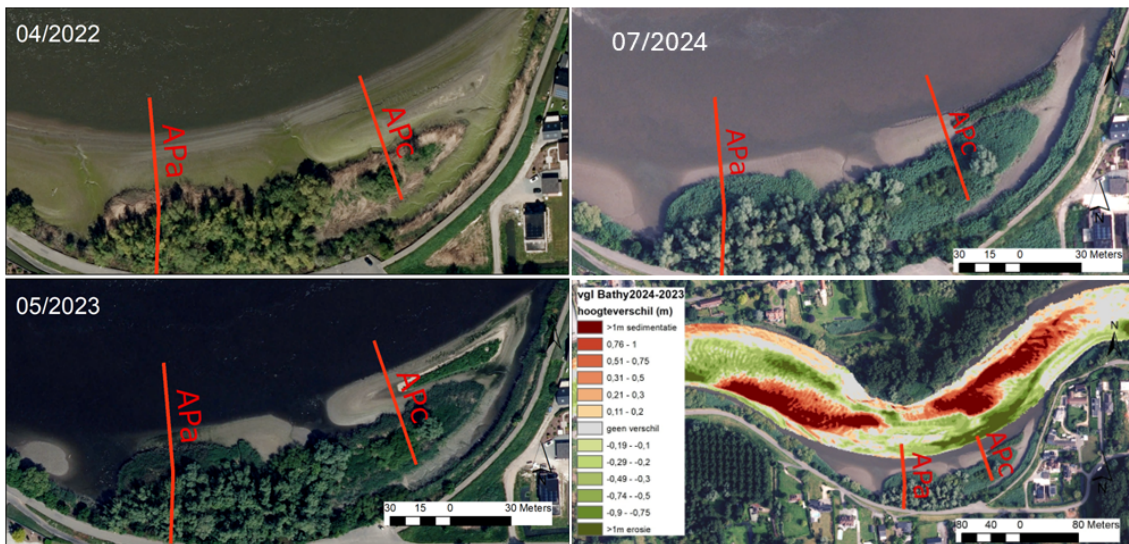 04/2022
APa
APc
07/2024
APa
APc
N
N
30 15 0 30 Meters
05/2023
APa
APc
30 15 0 30 Meters
vgl Bathy2024-2023
hoogteverschil (m)
>1m sedimentatie
0,76 - 1
0,51 - 0,75
0,31 - 0,5
0,21 - 0,3
0,11 - 0,2
geen verschil
-0,19 - -0,1
-0,29 - -0,2
-0,49 - -0,3
-0,74 - -0,5
-0,9 - -0,75
>1m erosie
APa
APc
N
80 40 0 80 Meters